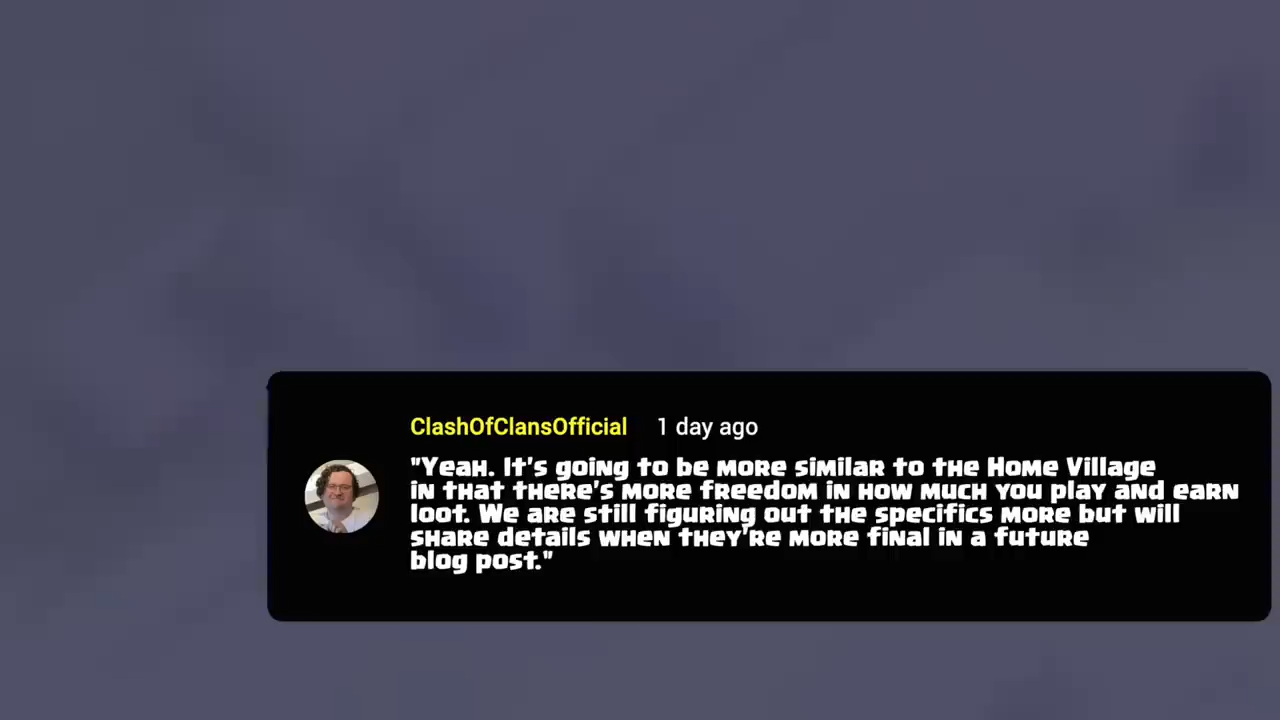 ClashOfClansOfficial 1 day ago
"Yeah. It's going to be more similar to the Home Village
in that there's more freedom in how much you play and earn
loot. We are still figuring out the specifics more but will
share details when they're more final in a future
blog post."